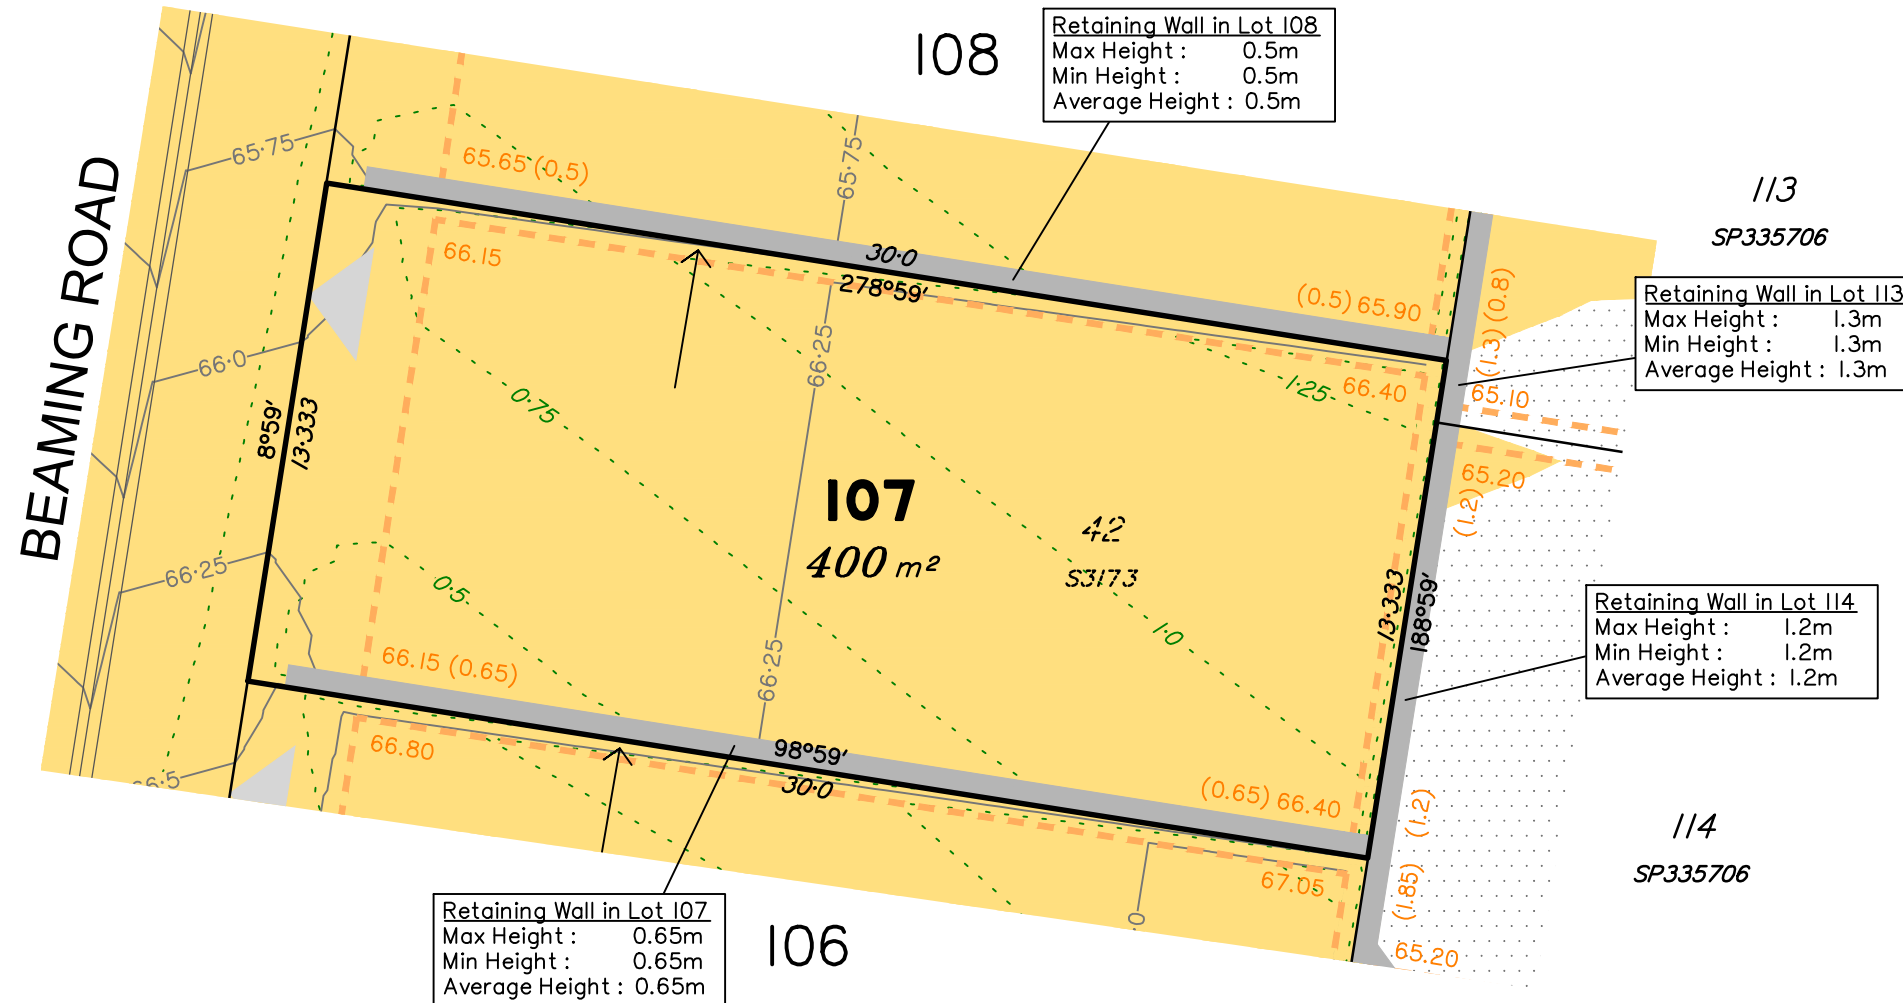 108
Retaining Wall in Lot 108
Max Height : 0.5m
Min Height : 0.5m
Average Height : 0.5m
65·75
65.65 (0.5)
65·75
113
SP335706
BEAMING ROAD
66.15
30·0
278°59'
(0.5) 65.90
(1.3) (0.8)
Retaining Wall in Lot 113
Max Height : 1.3m
Min Height : 1.3m
Average Height : 1.3m
66·0
66·25
1·25
66.40
65.10
8°59'
13·333
0·75
107
400 m²
42
S3173
65.20
(1.2)
66·25
0·5
1·0
13·333
188°59'
Retaining Wall in Lot 114
Max Height : 1.2m
Min Height : 1.2m
Average Height : 1.2m
66.15 (0.65)
66·25
66.80
98°59'
30·0
66·5
(0.65) 66.40
(1.2)
114
SP335706
67.05
(1.85)
0
65.20
Retaining Wall in Lot 107
Max Height : 0.65m
Min Height : 0.65m
Average Height : 0.65m
106